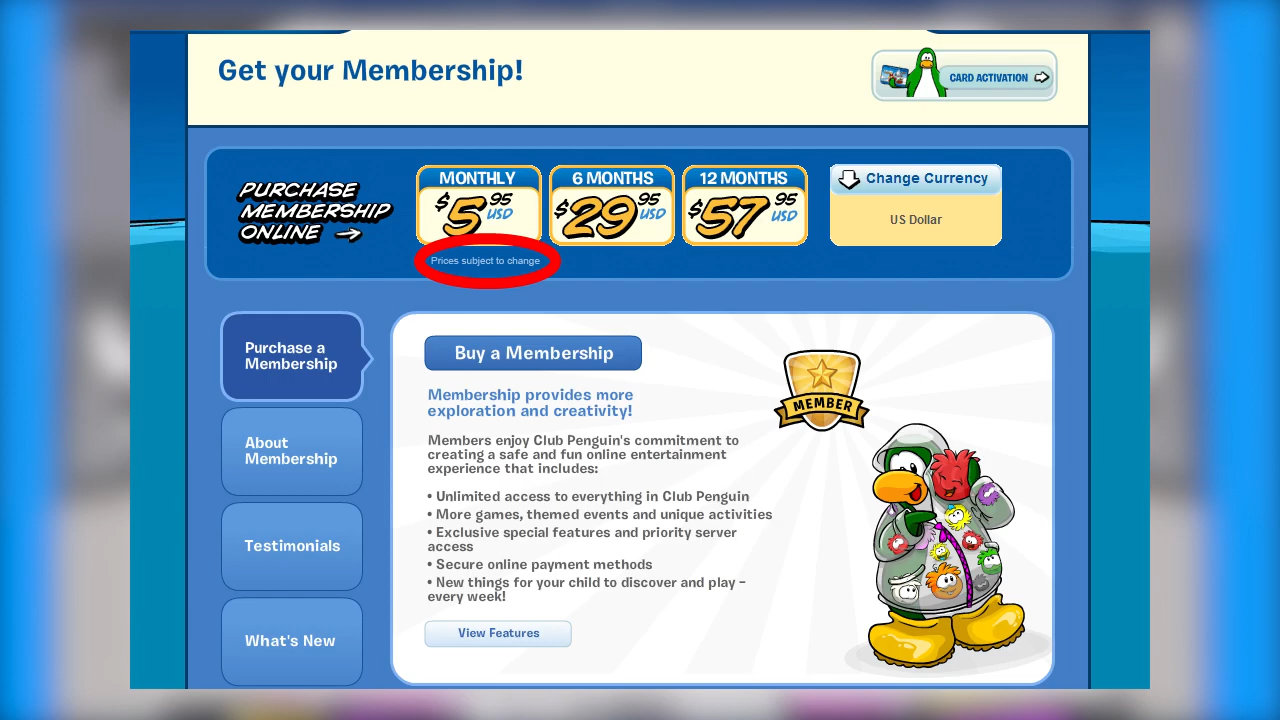 Get your Membership!
CARD ACTIVATION
PURCHASE
MEMBERSHIP
ONLINE
MONTHLY
$5.95 USD
6 MONTHS
$29.95 USD
12 MONTHS
$57.95 USD
Change Currency
US Dollar
Prices subject to change
Purchase a
Membership
About
Membership
Testimonials
What's New
Buy a Membership
Membership provides more
exploration and creativity!
Members enjoy Club Penguin's commitment to
creating a safe and fun online entertainment
experience that includes:
• Unlimited access to everything in Club Penguin
• More games, themed events and unique activities
• Exclusive special features and priority server
access
• Secure online payment methods
• New things for your child to discover and play –
every week!
View Features
MEMBER